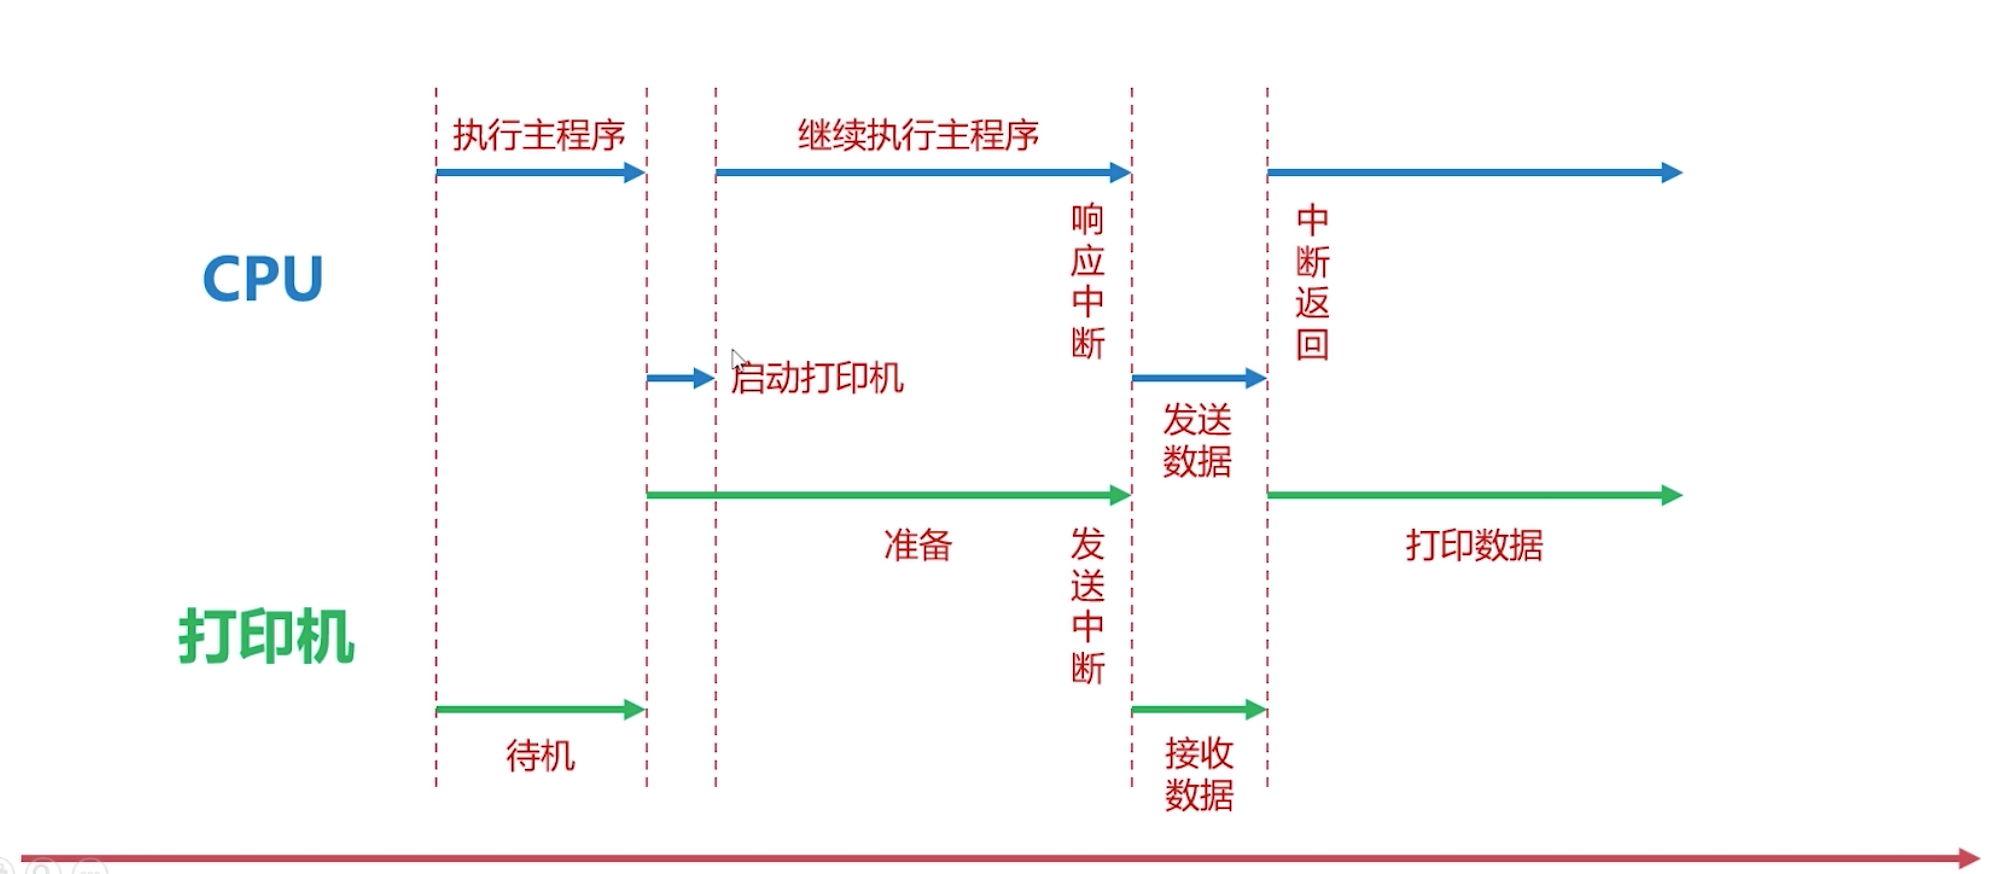 执行主程序
继续执行主程序
响应中断
中断返回
CPU
启动打印机
发送
数据
准备
发送中断
打印数据
打印机
待机
接收
数据